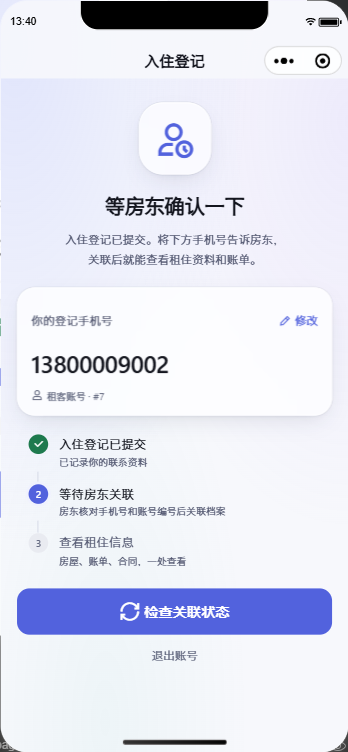 13:40
入住登记
等房东确认一下
入住登记已提交。将下方手机号告诉房东，
关联后就能查看租住资料和账单。
你的登记手机号
修改
13800009002
租客账号 · #7
入住登记已提交
已记录你的联系资料
2
等待房东关联
房东核对手机号和账号编号后关联档案
3
查看租住信息
房屋、账单、合同，一处查看
检查关联状态
退出账号